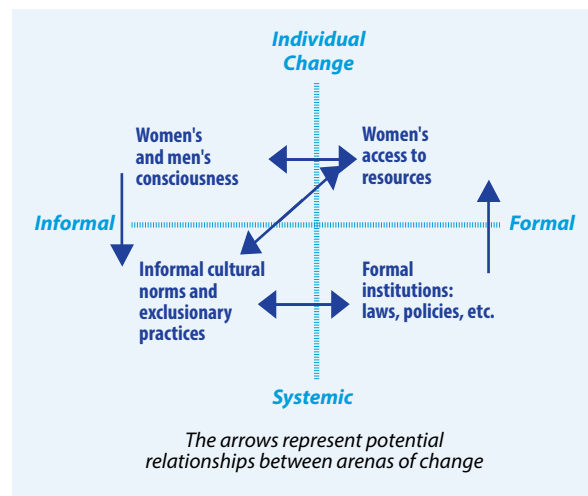 Individual
Change
Women's
and men's
consciousness
Women's
access to
resources
Informal
Formal
Informal cultural
norms and
exclusionary
practices
Formal
institutions:
laws, policies, etc.
Systemic
The arrows represent potential
relationships between arenas of change